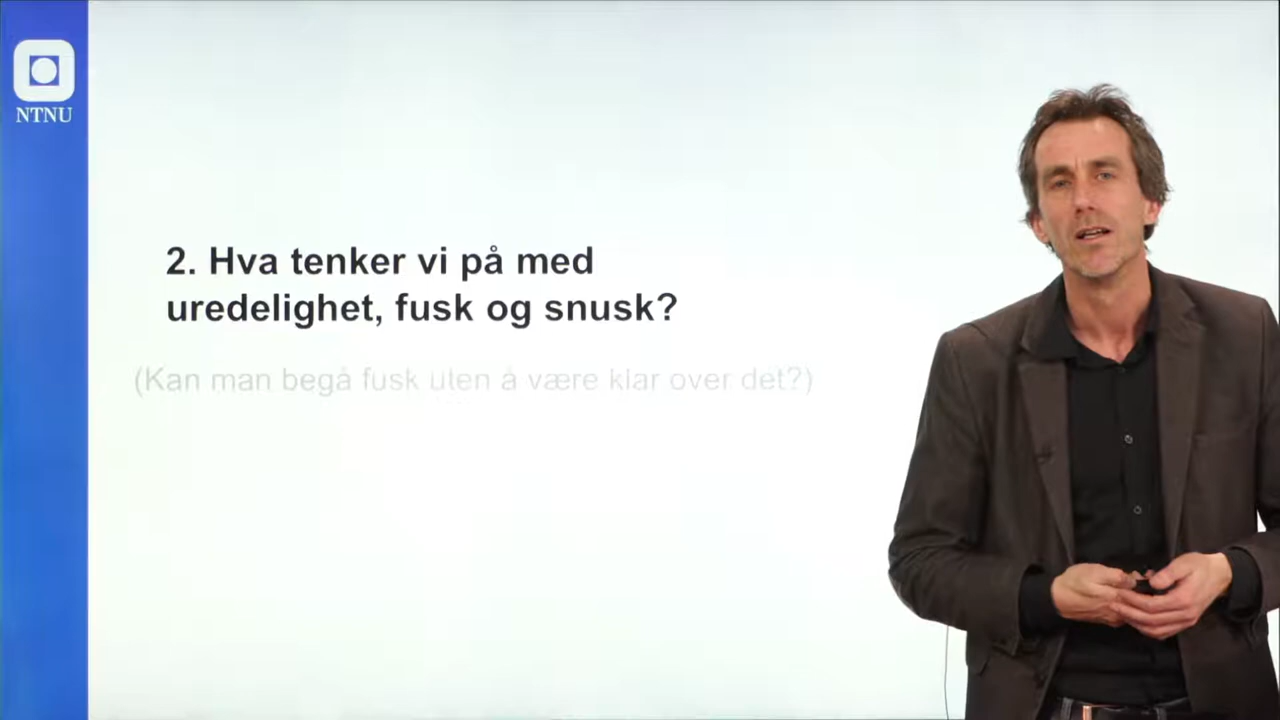 NTNU
2. Hva tenker vi på med
uredelighet, fusk og snusk?
(Kan man begå fusk uten å være klar over det?)